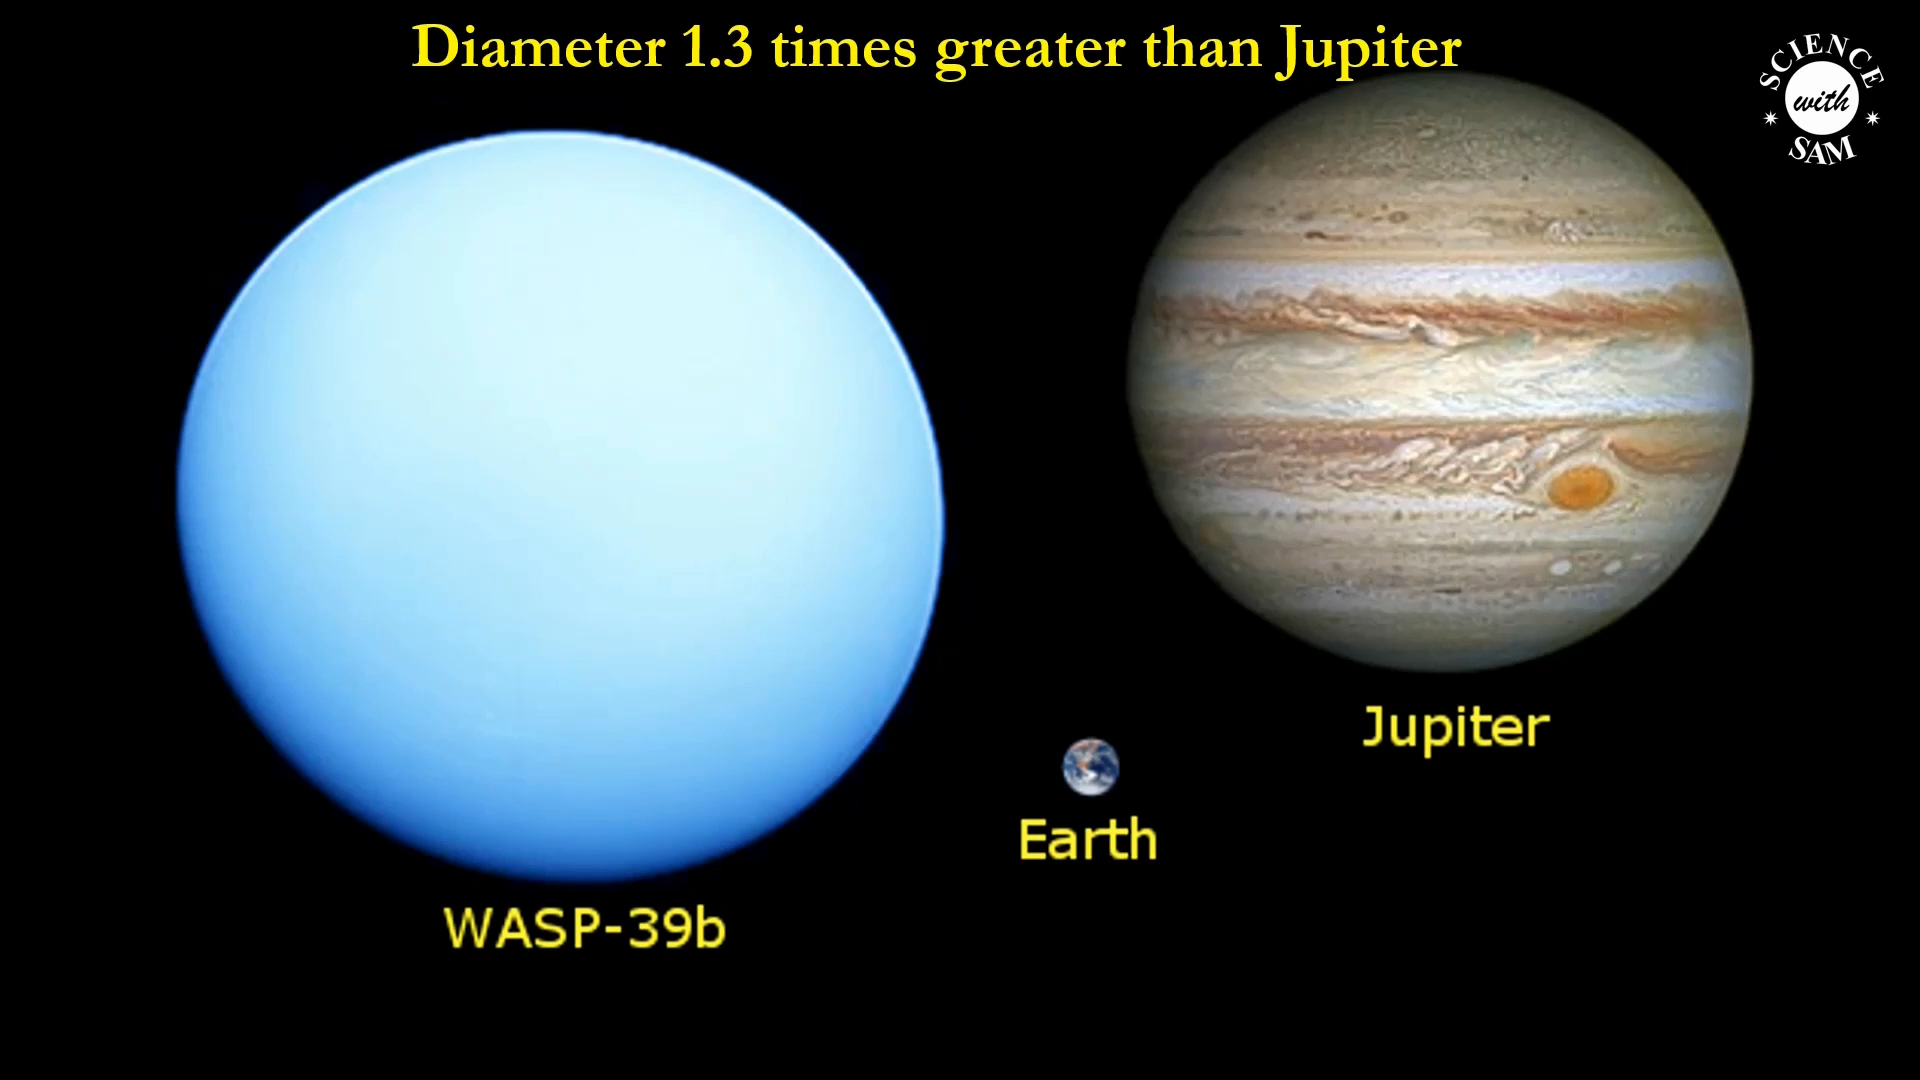 Diameter 1.3 times greater than Jupiter
SCIENCE
with
SAM
Jupiter
Earth
WASP-39b